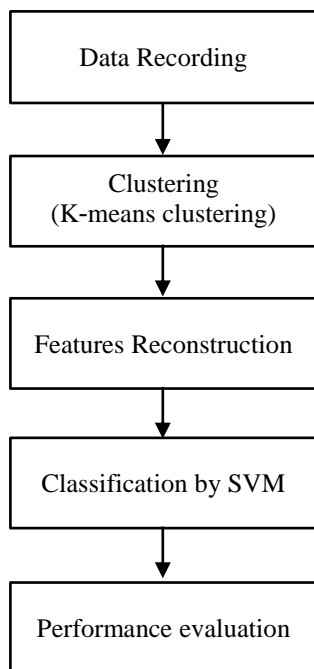 Data Recording
Clustering
(K-means clustering)
Features Reconstruction
Classification by SVM
Performance evaluation